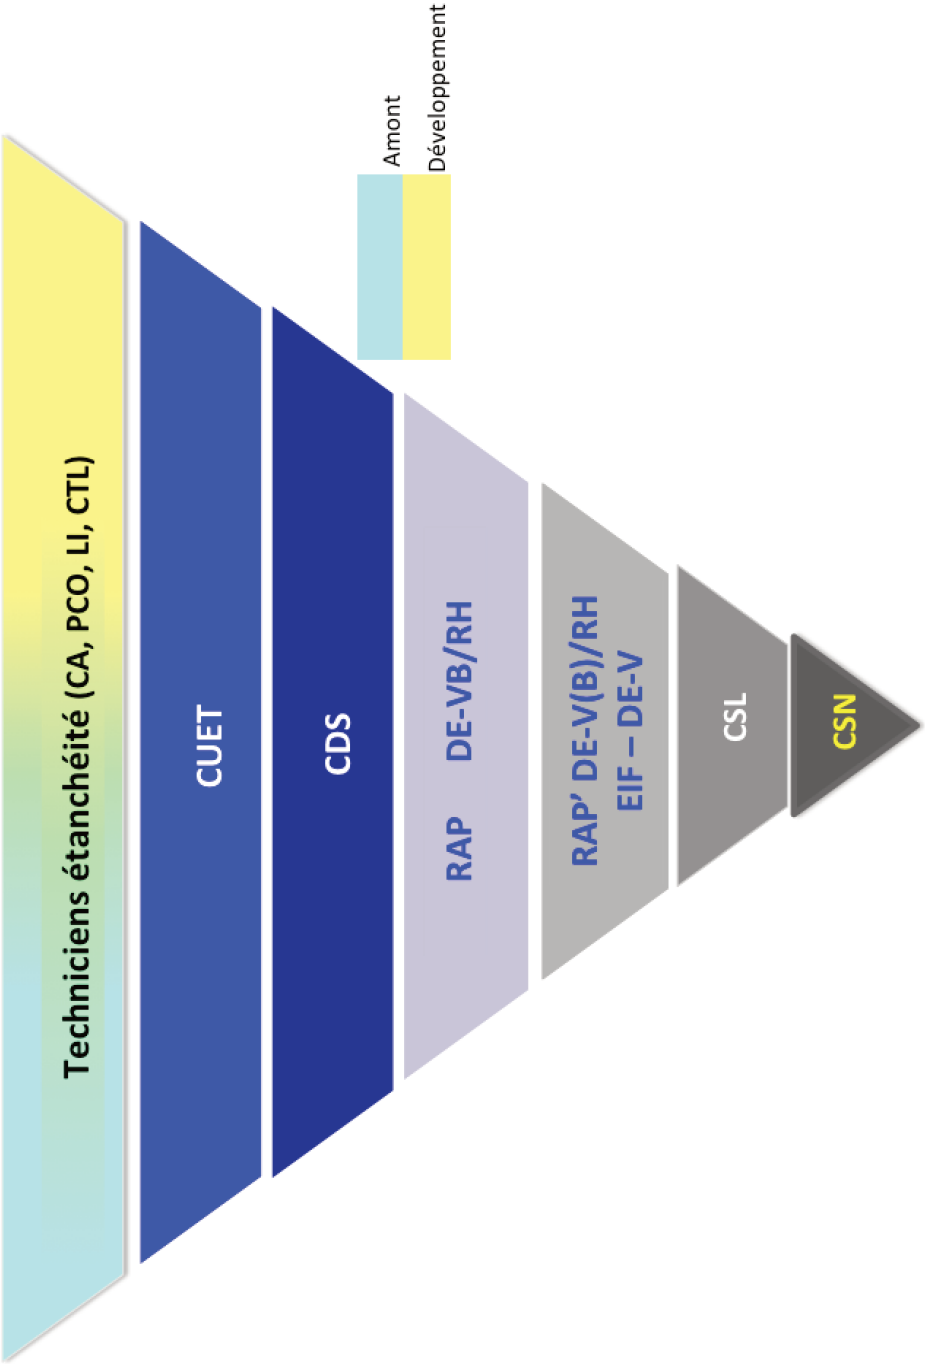 Techniciens étanchéité (CA, PCO, LI, CTL)
CUET
CDS
RAP DE-VB/RH
RAP’ DE-V(B)/RH
EIF – DE-V
CSL
CSN
Amont
Développement